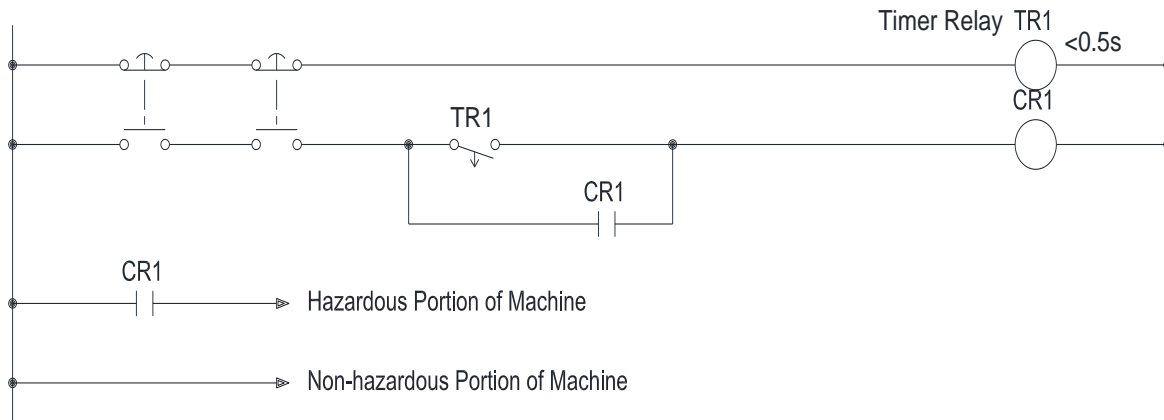 Timer Relay TR1
<0.5s
CR1
TR1
CR1
CR1
Hazardous Portion of Machine
Non-hazardous Portion of Machine